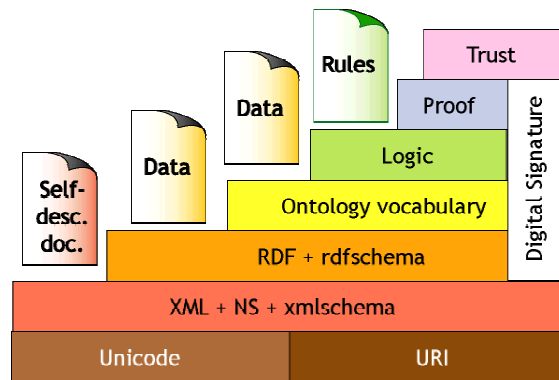 Trust
Rules
Proof
Data
Logic
Data
Digital Signature
Self-
desc.
doc.
Ontology vocabulary
RDF + rdfschema
XML + NS + xmlschema
Unicode
URI